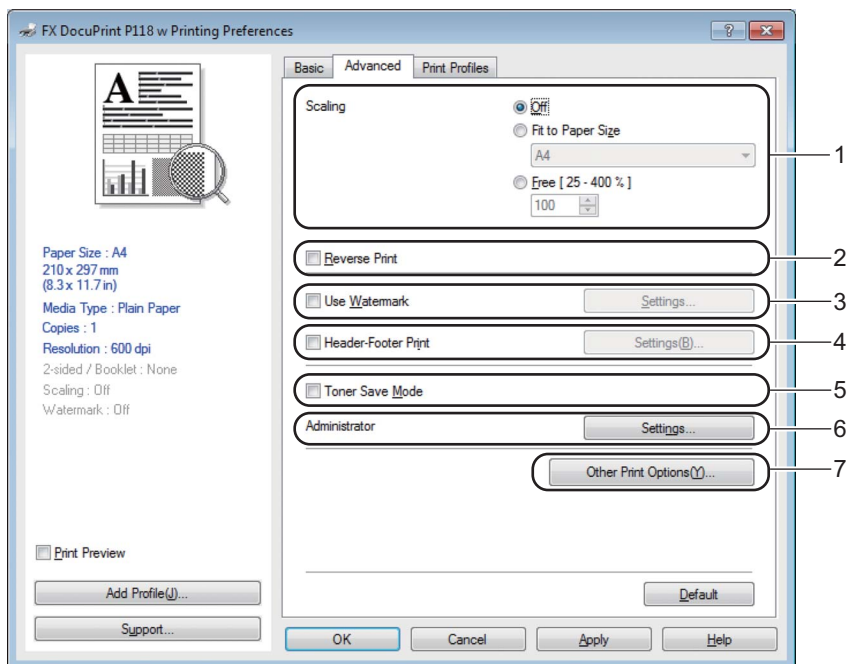 FX DocuPrint P118 w Printing Preferences
Basic
Advanced
Print Profiles
A
Scaling
Off
Fit to Paper Size
A4
Free [ 25 - 400 % ]
100
1
Paper Size : A4
210 x 297 mm
(8.3 x 11.7 in)
Media Type : Plain Paper
Copies : 1
Resolution : 600 dpi
2-sided / Booklet : None
Scaling : Off
Watermark : Off
Reverse Print
2
Use Watermark
Settings...
3
Header-Footer Print
Settings(B)...
4
Toner Save Mode
5
Administrator
Settings...
6
Other Print Options(Y)...
7
Print Preview
Add Profile(J)...
Support...
Default
OK
Cancel
Apply
Help